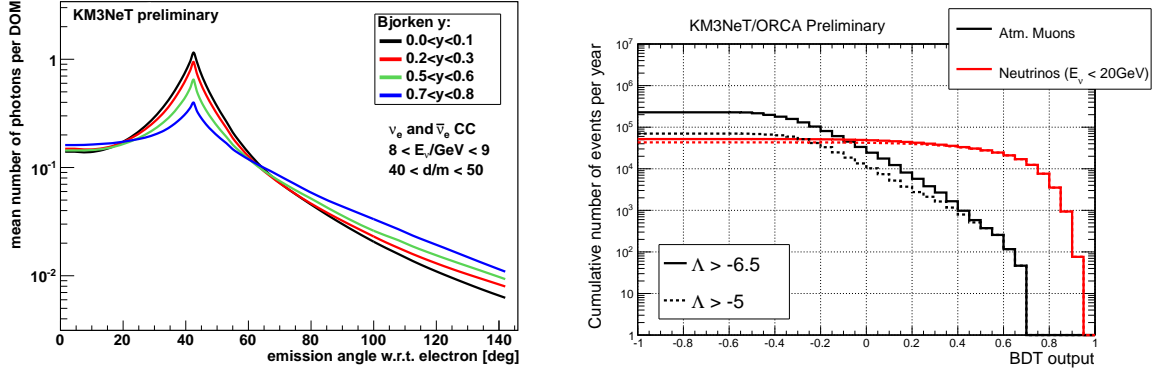 KM3NeT preliminary
Bjorken y:
0.0<y<0.1
0.2<y<0.3
0.5<y<0.6
0.7<y<0.8
νe and ν̄e CC
8 < Eν/GeV < 9
40 < d/m < 50
mean number of photons per DOM
1
10⁻¹
10⁻²
0 20 40 60 80 100 120 140
emission angle w.r.t. electron [deg]
KM3NeT/ORCA Preliminary
Atm. Muons
Neutrinos (Eν < 20GeV)
Cumulative number of events per year
10⁷
10⁶
10⁵
10⁴
10³
10²
10
1
Λ > -6.5
Λ > -5
-1 -0.8 -0.6 -0.4 -0.2 0 0.2 0.4 0.6 0.8 1
BDT output